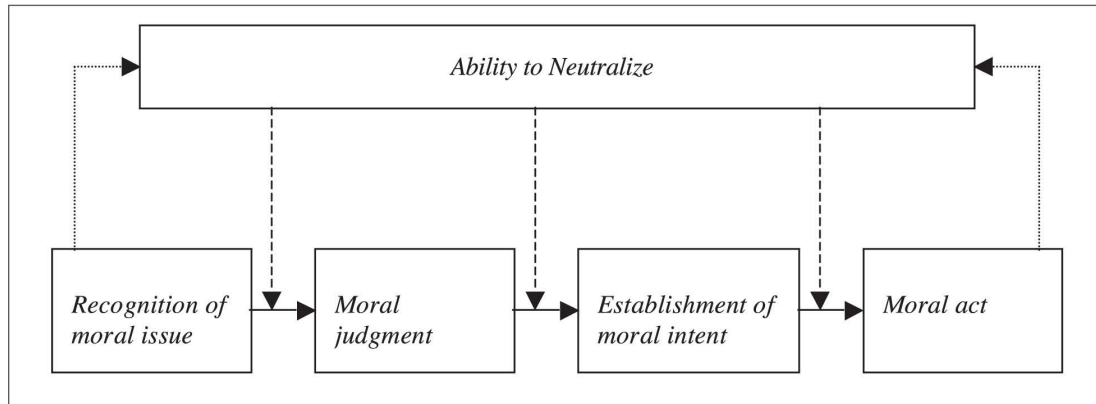 Ability to Neutralize
Recognition of
moral issue
Moral
judgment
Establishment of
moral intent
Moral act